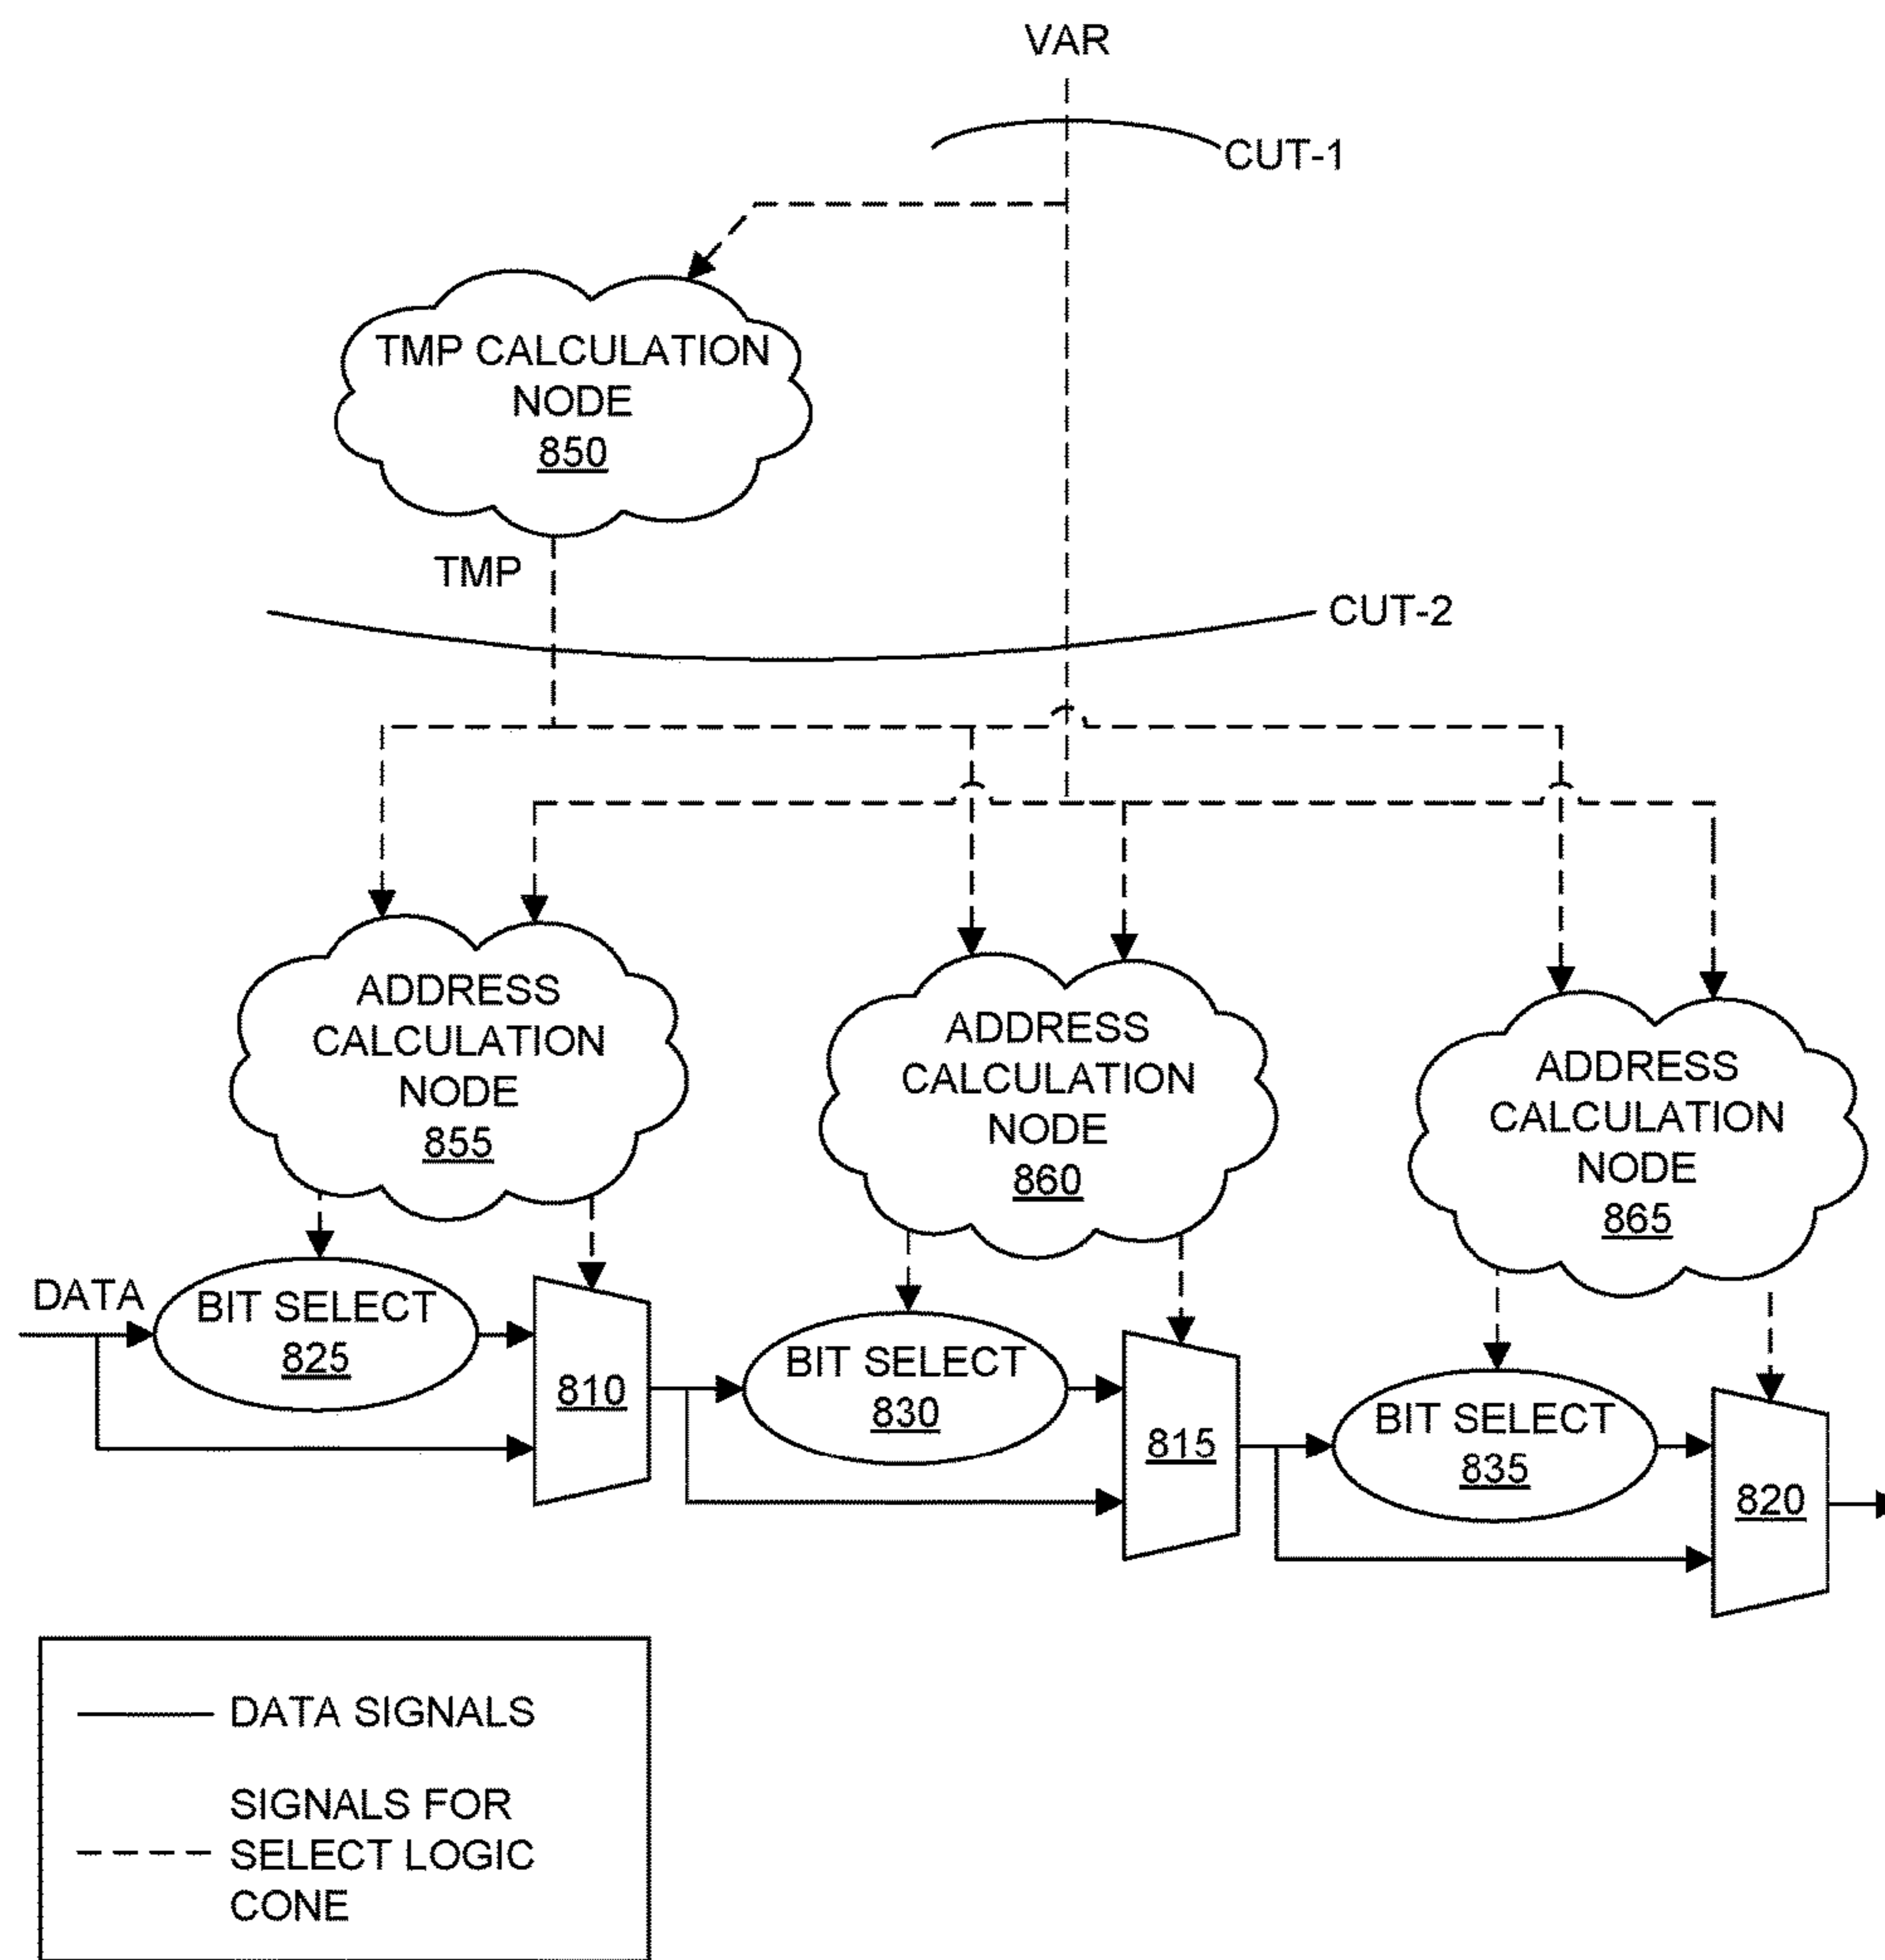 VAR
CUT-1
TMP CALCULATION
NODE
850
TMP
CUT-2
ADDRESS
CALCULATION
NODE
855
ADDRESS
CALCULATION
NODE
860
ADDRESS
CALCULATION
NODE
865
DATA
BIT SELECT
825
810
BIT SELECT
830
815
BIT SELECT
835
820
DATA SIGNALS
SIGNALS FOR
SELECT LOGIC
CONE